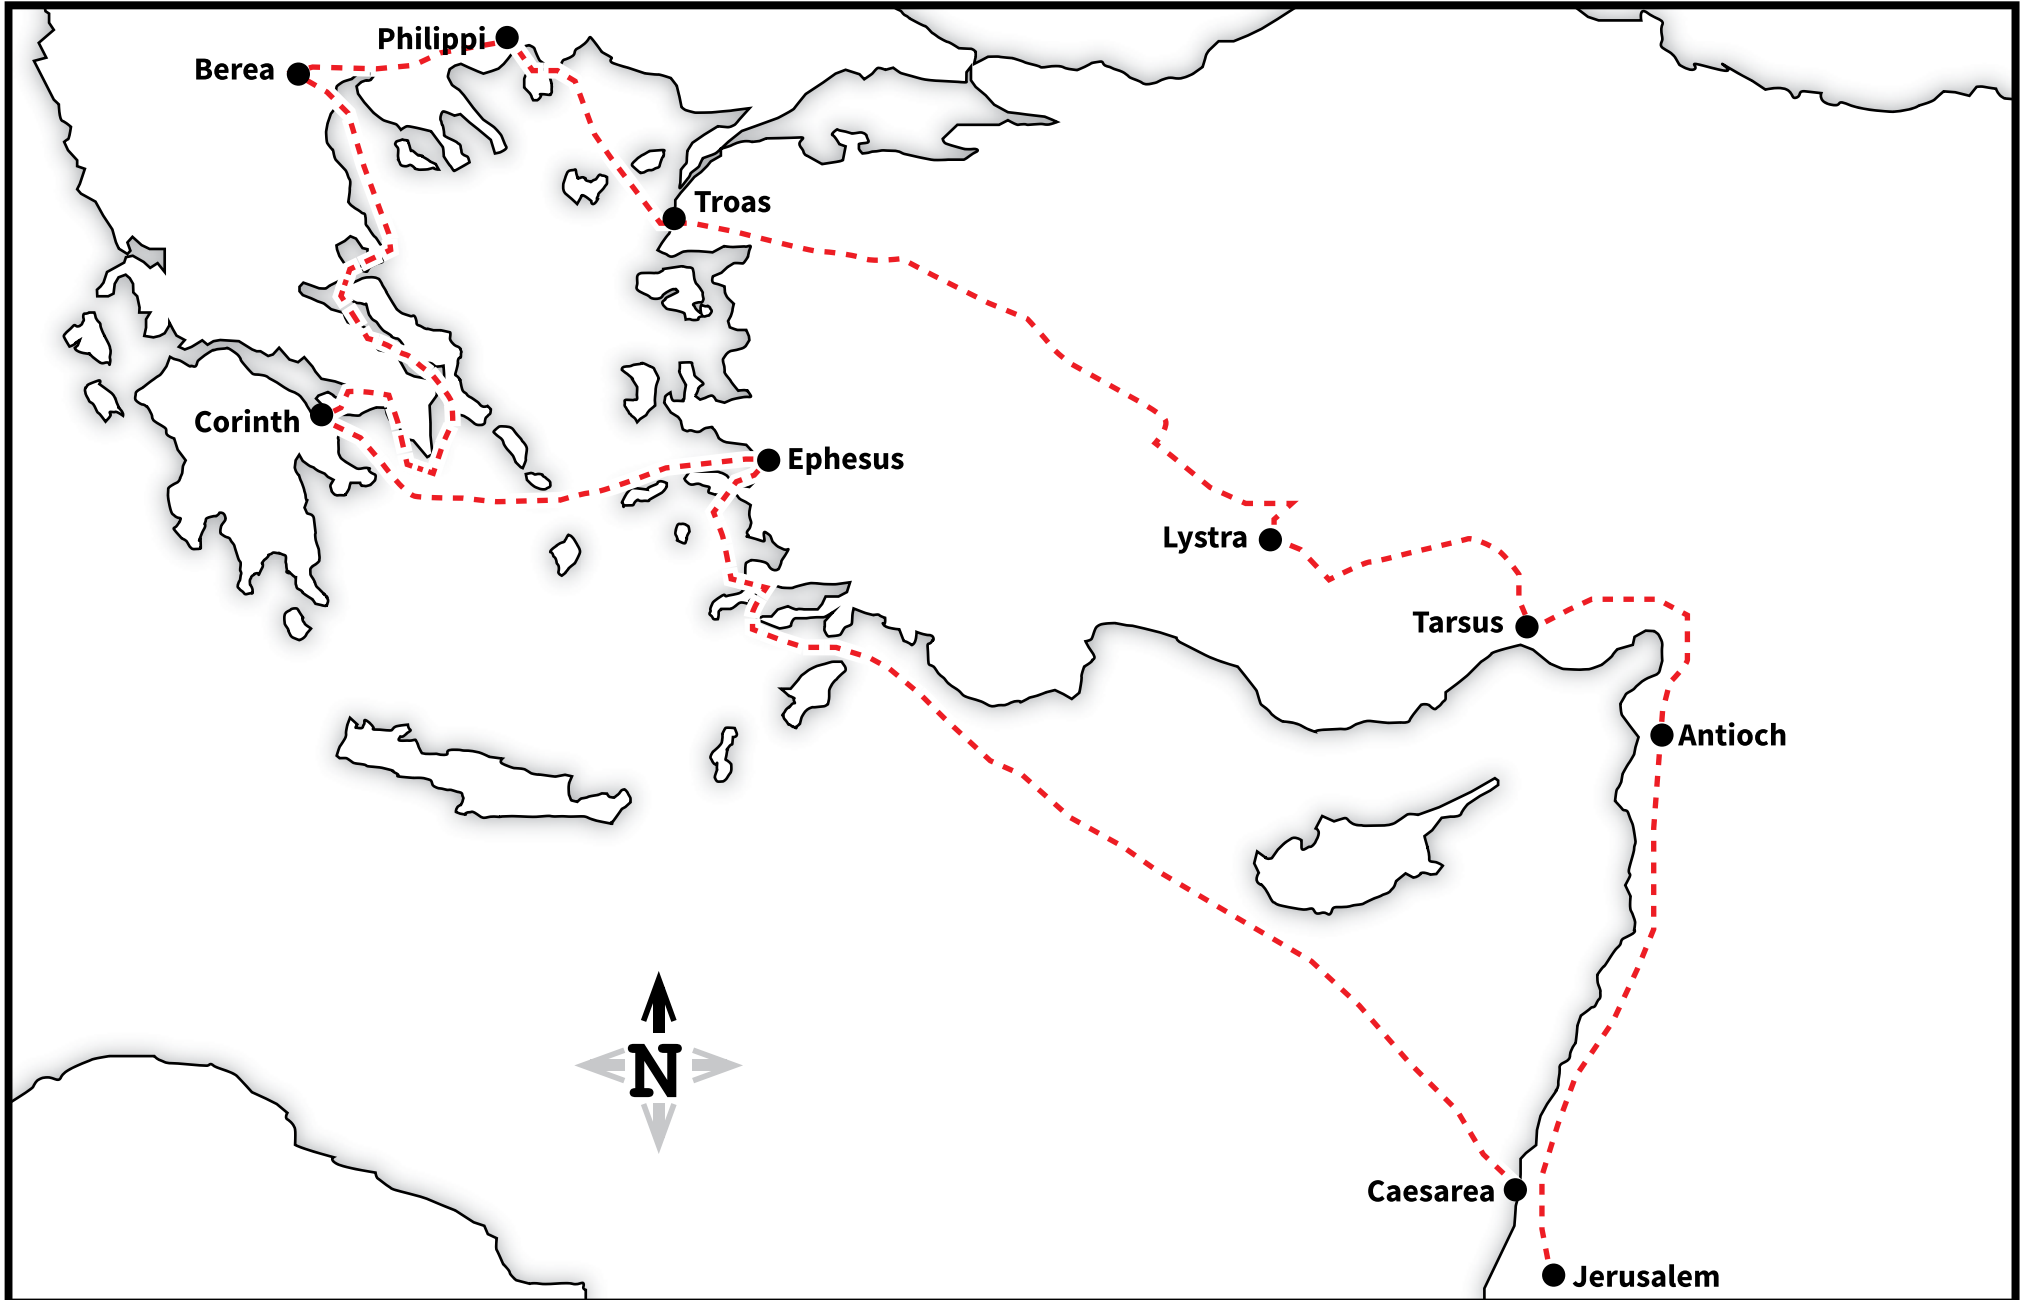 Philippi
Berea
Troas
Corinth
Ephesus
Lystra
Tarsus
Antioch
N
Caesarea
Jerusalem